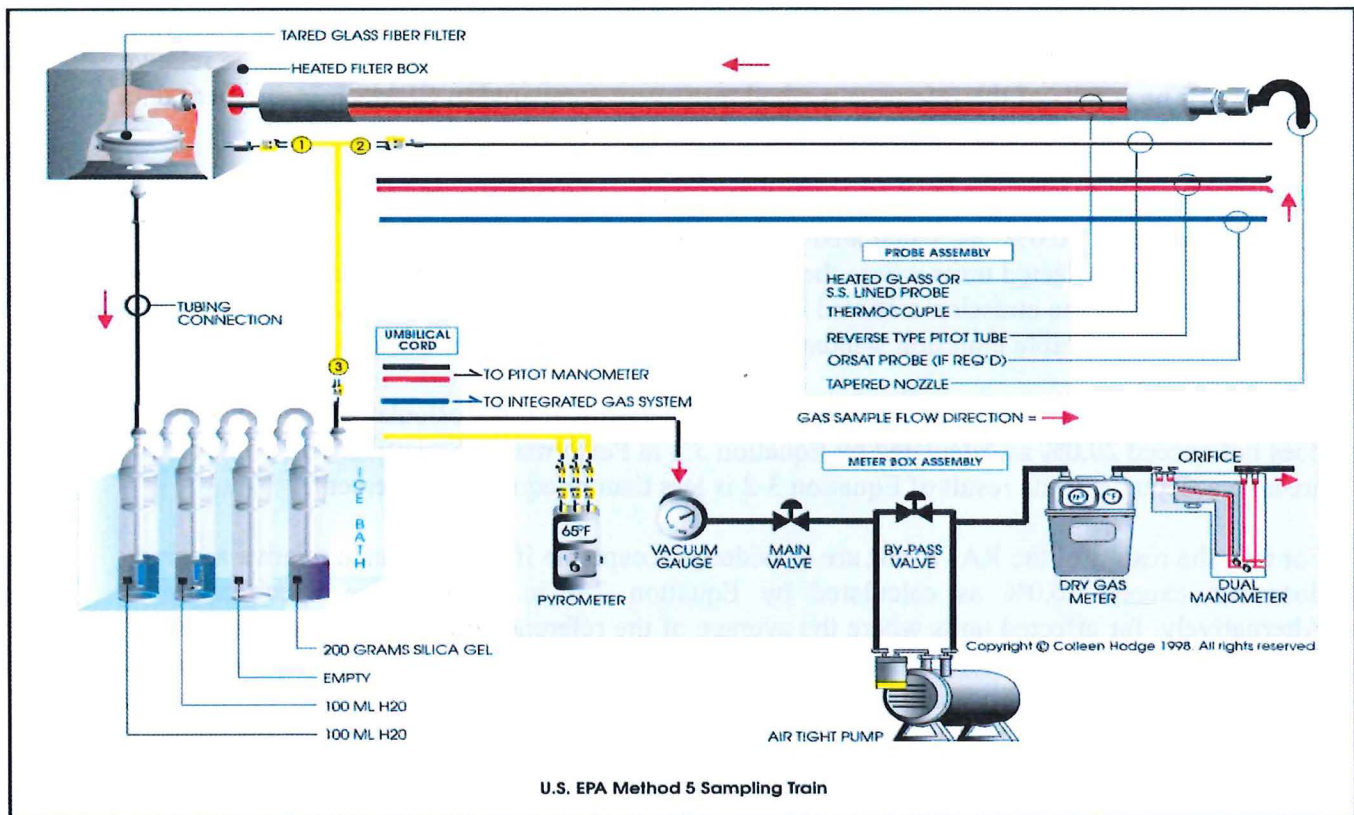 TARED GLASS FIBER FILTER
HEATED FILTER BOX
1
2
TUBING
CONNECTION
3
UMBILICAL
CORD
TO PITOT MANOMETER
TO INTEGRATED GAS SYSTEM
PROBE ASSEMBLY
HEATED GLASS OR
S.S. LINED PROBE
THERMOCOUPLE
REVERSE TYPE PITOT TUBE
ORSAT PROBE (IF REQ'D)
TAPERED NOZZLE
GAS SAMPLE FLOW DIRECTION =
ICE BATH
65°F
PYROMETER
VACUUM
GAUGE
METER BOX ASSEMBLY
MAIN
VALVE
BY-PASS
VALVE
ORIFICE
DRY GAS
METER
DUAL
MANOMETER
200 GRAMS SILICA GEL
EMPTY
100 ML H20
100 ML H20
AIR TIGHT PUMP
Copyright © Colleen Hodge 1998. All rights reserved.
U.S. EPA Method 5 Sampling Train